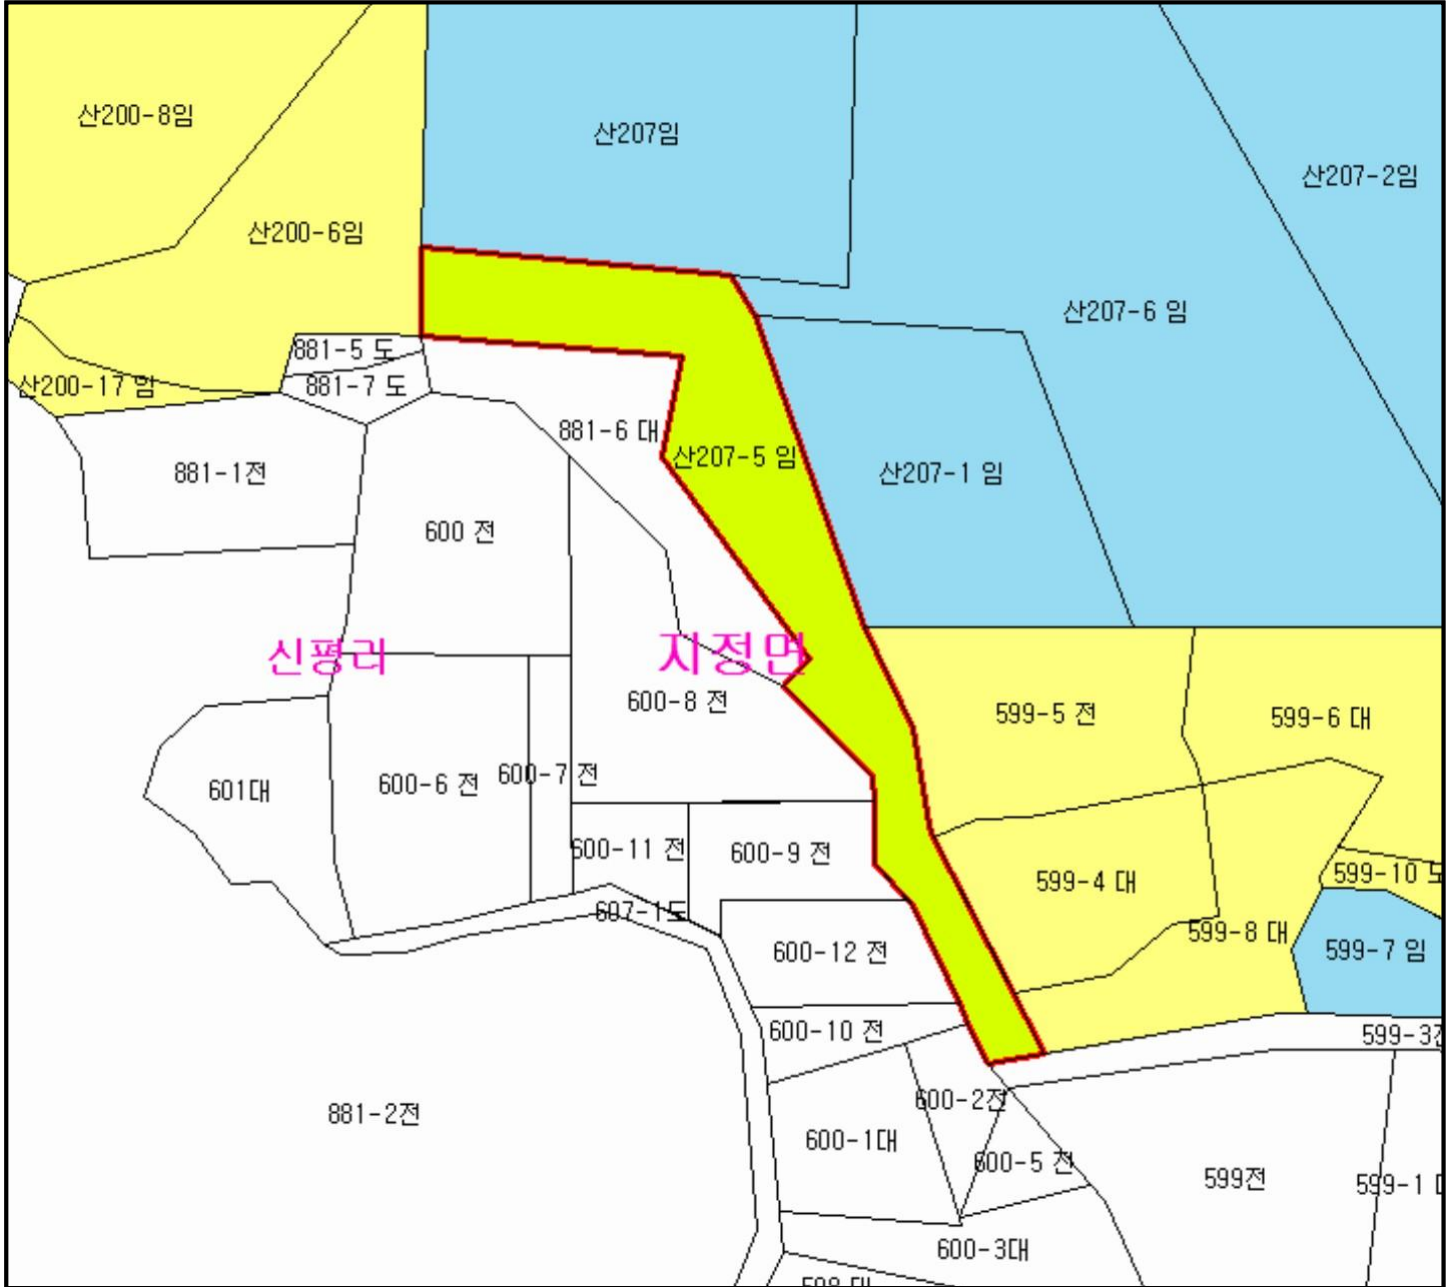 산200-8임
산207임
산207-2임
산200-6임
산207-6 임
881-5 도
881-7 도
산200-17 임
881-6 대
산207-5 임
산207-1 임
881-1전
600 전
신평리
지정면
600-8 전
599-5 전
599-6 대
601대
600-6 전
600-7 전
600-11 전
600-9 전
599-4 대
599-10 도
607-1도
600-12 전
599-8 대
599-7 임
600-10 전
599-3전
881-2전
600-2전
600-1대
600-5 전
599전
599-1
600-3대
598 대